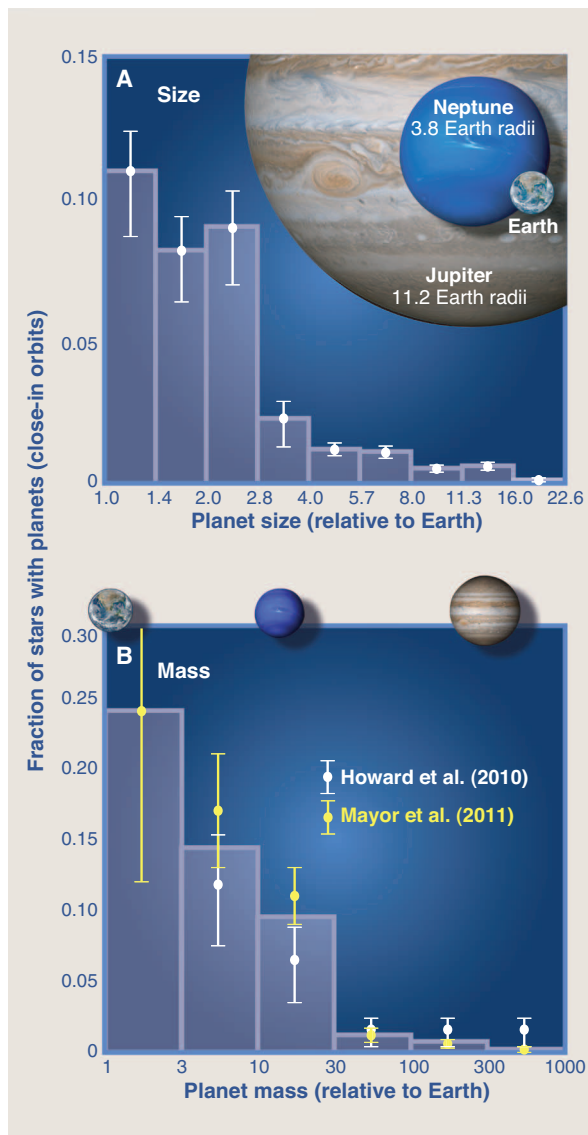 Fraction of stars with planets (close-in orbits)
A
Size
Neptune
3.8 Earth radii
Earth
Jupiter
11.2 Earth radii
0.15
0.10
0.05
0
1.0 1.4 2.0 2.8 4.0 5.7 8.0 11.3 16.0 22.6
Planet size (relative to Earth)
B
Mass
Howard et al. (2010)
Mayor et al. (2011)
0.30
0.25
0.20
0.15
0.10
0.05
0
1 3 10 30 100 300 1000
Planet mass (relative to Earth)